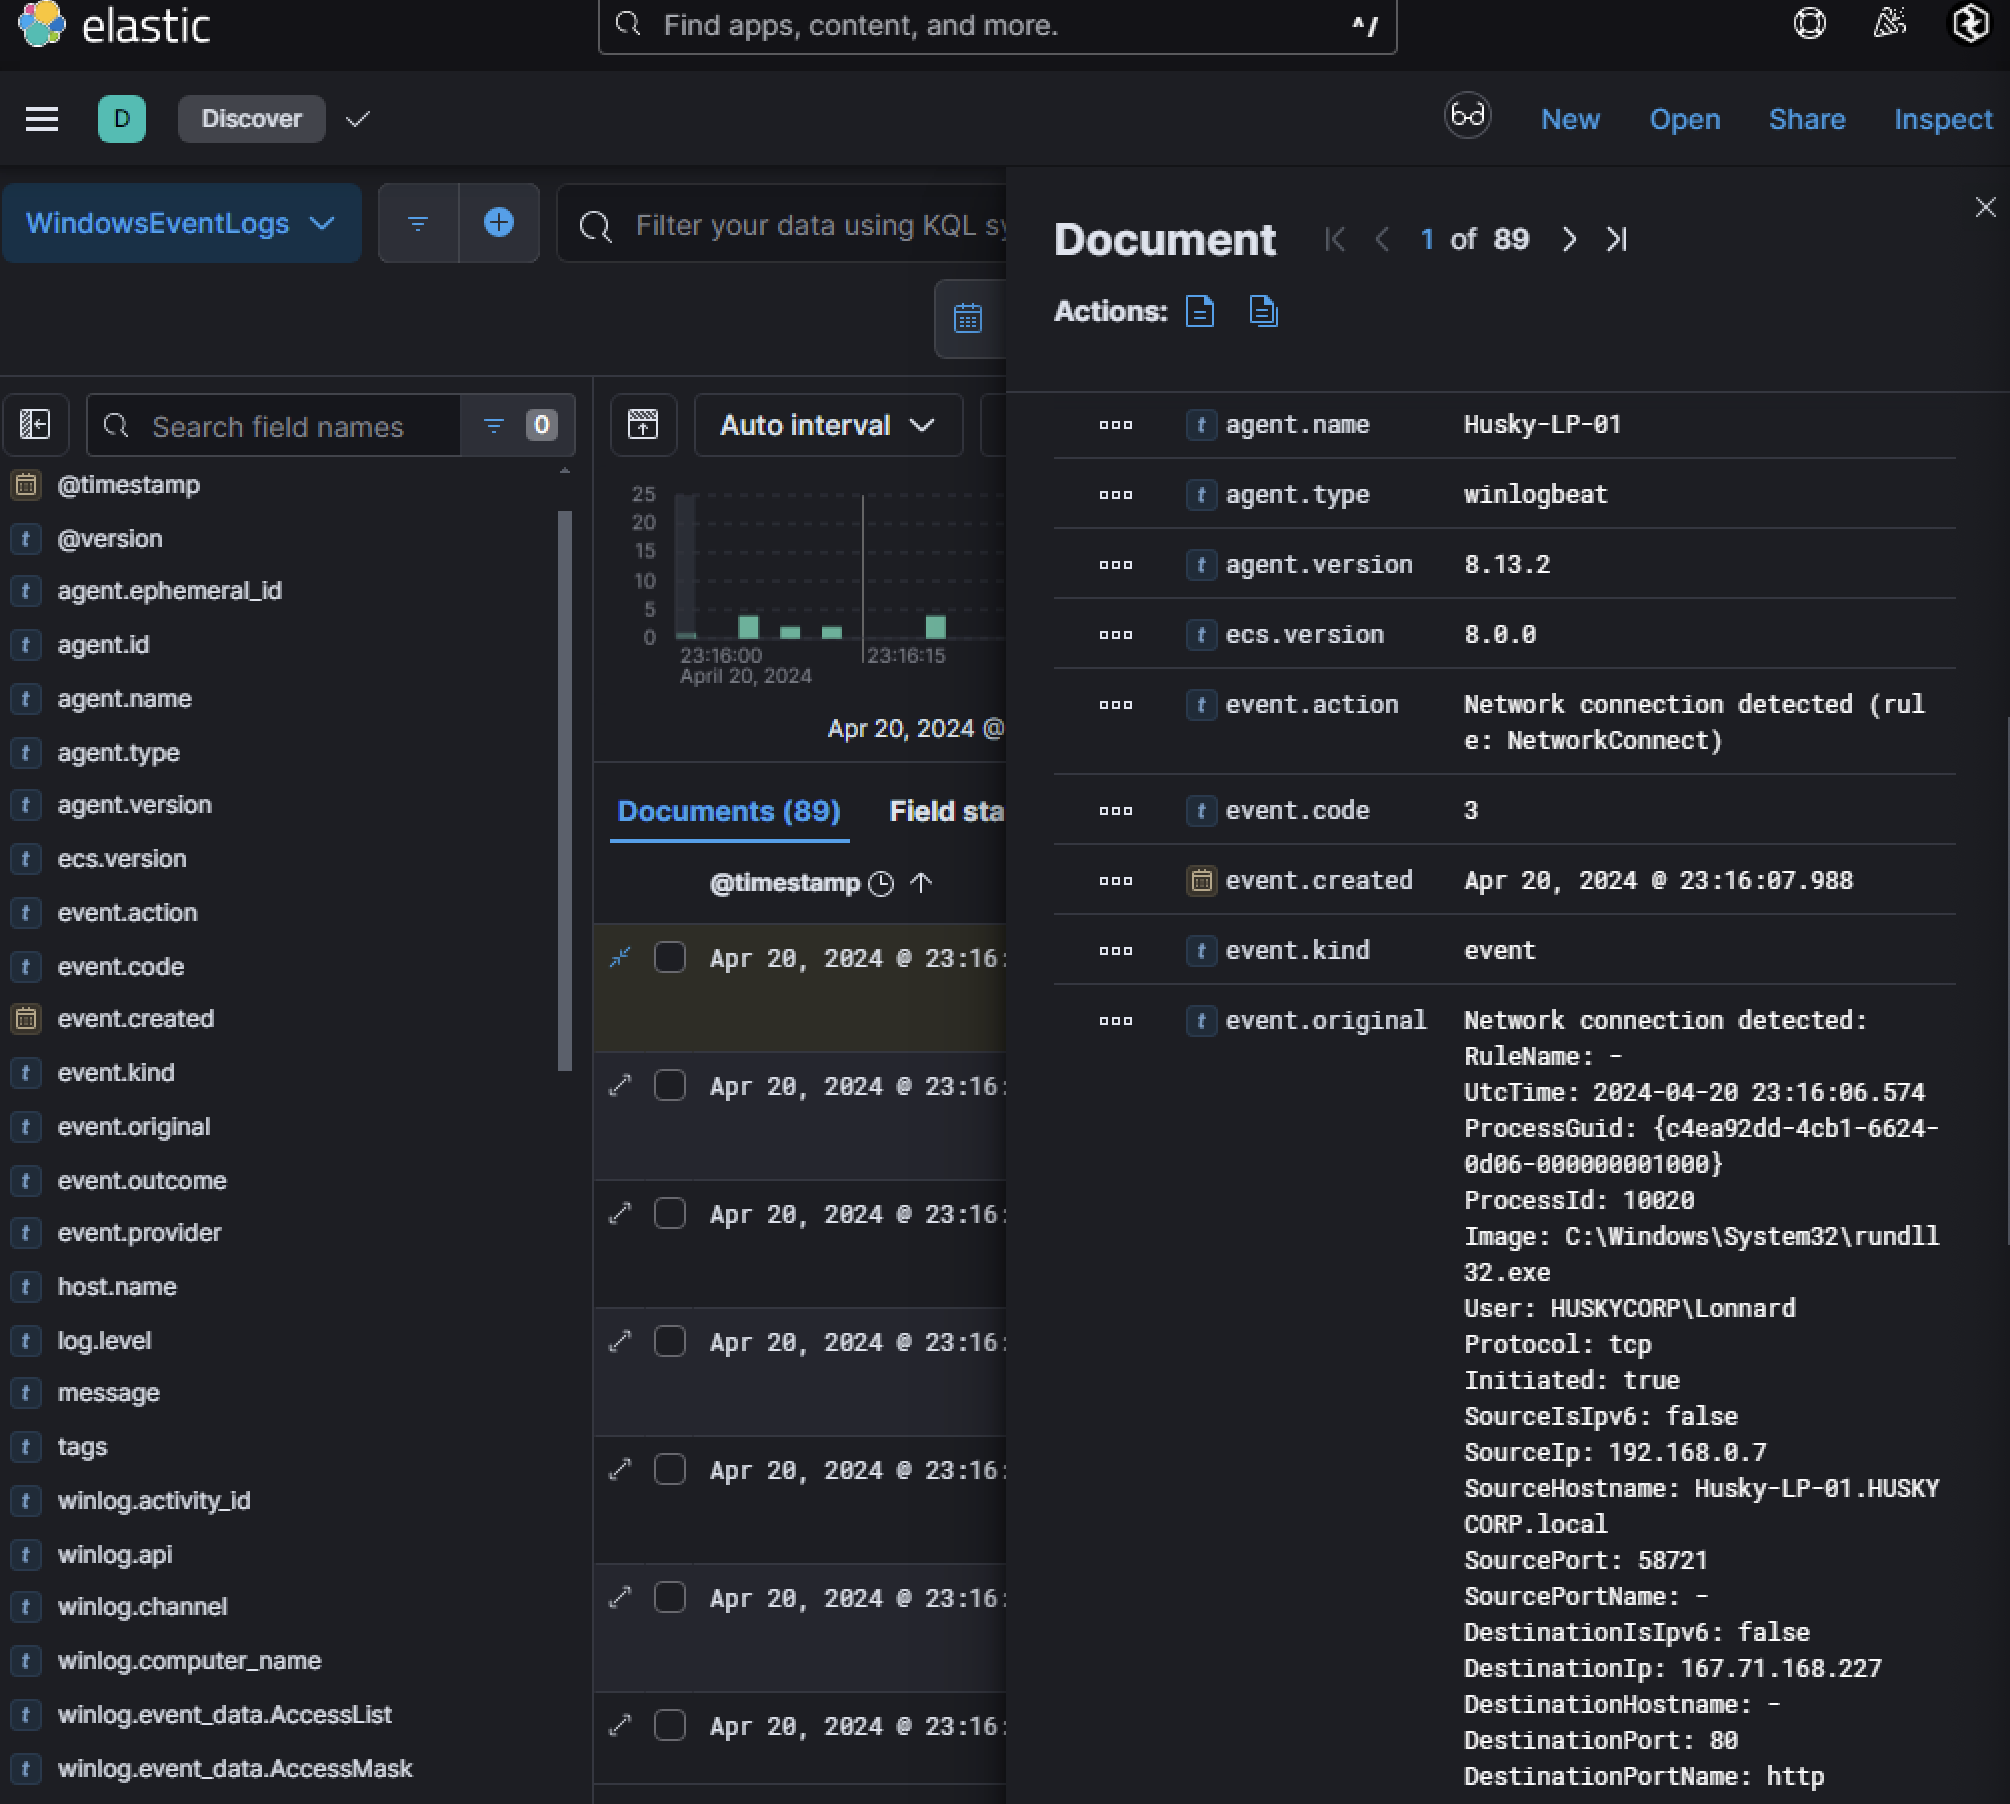 elastic
Find apps, content, and more.
^/
D
Discover
New
Open
Share
Inspect
WindowsEventLogs
Filter your data using KQL sy
Search field names
0
@timestamp
@version
agent.ephemeral_id
agent.id
agent.name
agent.type
agent.version
ecs.version
event.action
event.code
event.created
event.kind
event.original
event.outcome
event.provider
host.name
log.level
message
tags
winlog.activity_id
winlog.api
winlog.channel
winlog.computer_name
winlog.event_data.AccessList
winlog.event_data.AccessMask
Auto interval
25
20
15
10
5
0
23:16:00
23:16:15
April 20, 2024
Apr 20, 2024 @
Documents (89)
Field sta
@timestamp
Apr 20, 2024 @ 23:16:
Apr 20, 2024 @ 23:16:
Apr 20, 2024 @ 23:16:
Apr 20, 2024 @ 23:16:
Apr 20, 2024 @ 23:16:
Apr 20, 2024 @ 23:16:
Apr 20, 2024 @ 23:16:
Document
1 of 89
Actions:
agent.name Husky-LP-01
agent.type winlogbeat
agent.version 8.13.2
ecs.version 8.0.0
event.action Network connection detected (rul
e: NetworkConnect)
event.code 3
event.created Apr 20, 2024 @ 23:16:07.988
event.kind event
event.original Network connection detected:
RuleName: -
UtcTime: 2024-04-20 23:16:06.574
ProcessGuid: {c4ea92dd-4cb1-6624-
0d06-000000001000}
ProcessId: 10020
Image: C:\Windows\System32\rundll
32.exe
User: HUSKYCORP\Lonnard
Protocol: tcp
Initiated: true
SourceIsIpv6: false
SourceIp: 192.168.0.7
SourceHostname: Husky-LP-01.HUSKY
CORP.local
SourcePort: 58721
SourcePortName: -
DestinationIsIpv6: false
DestinationIp: 167.71.168.227
DestinationHostname: -
DestinationPort: 80
DestinationPortName: http